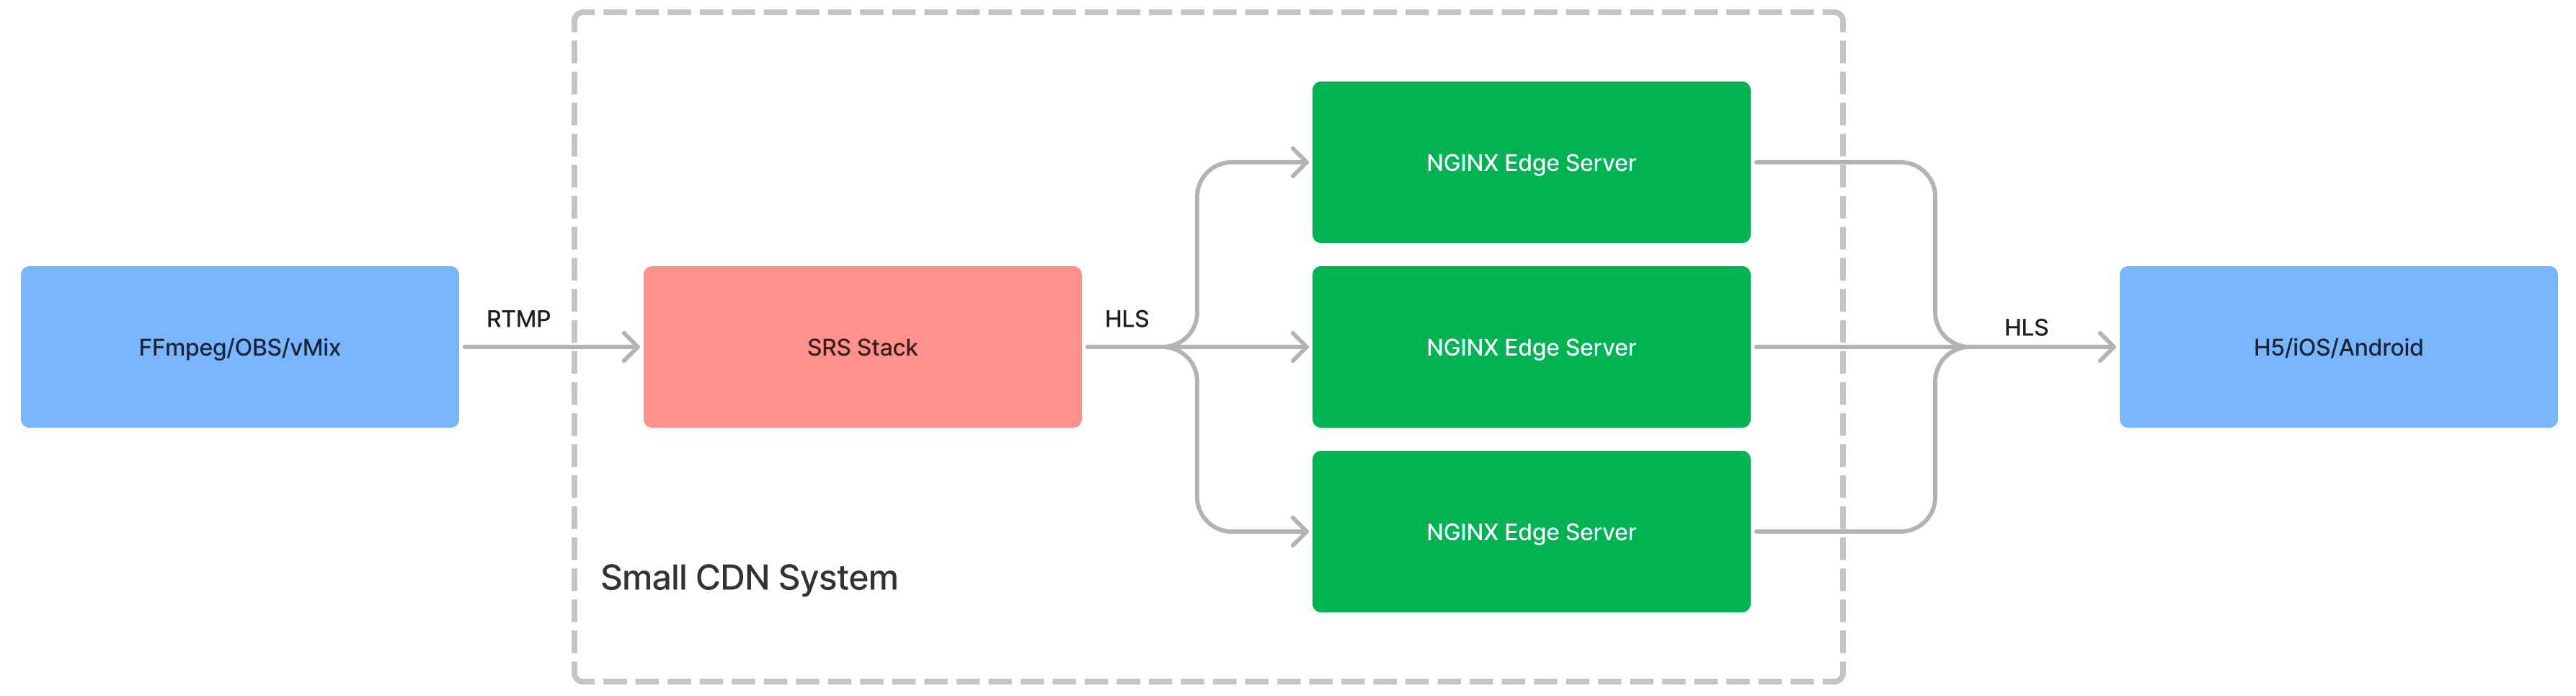 FFmpeg/OBS/vMix
RTMP
SRS Stack
HLS
NGINX Edge Server
NGINX Edge Server
NGINX Edge Server
HLS
H5/iOS/Android
Small CDN System